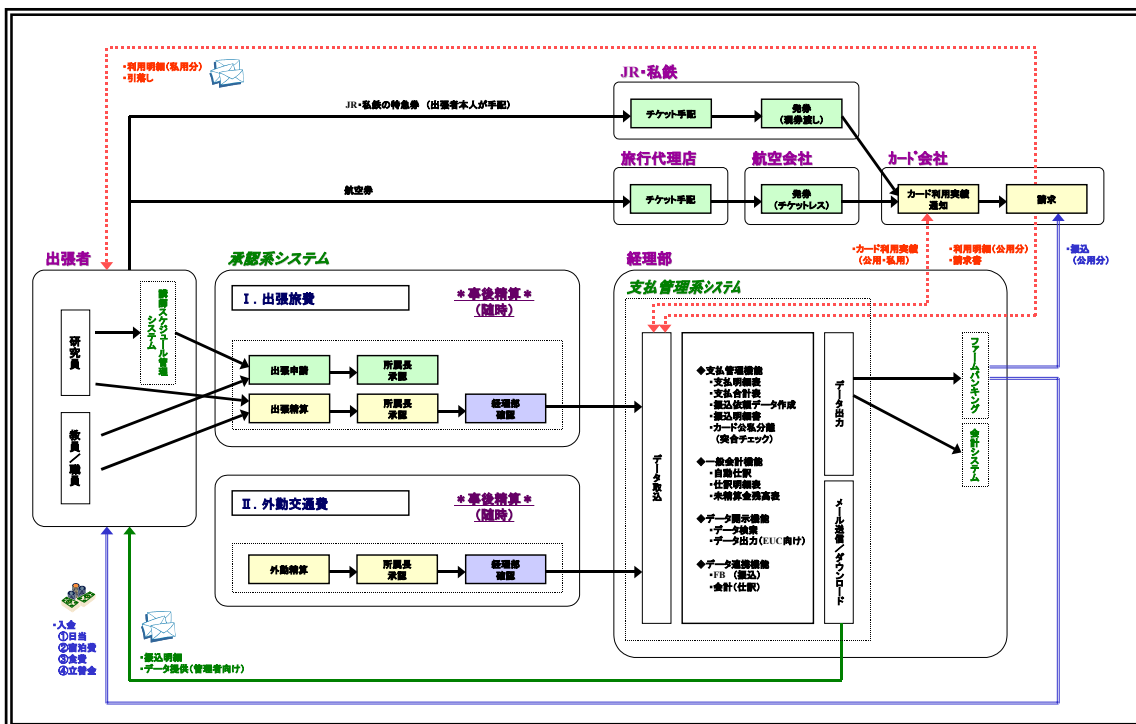 ・利用明細(私用分)
・引落し
JR・私鉄
JR・私鉄の特急券 (出張者本人が手配)
チケット手配
発券
(現券渡し)
旅行代理店
航空会社
カード会社
航空券
チケット手配
発券
(チケットレス)
カード利用実績
通知
請求
・カード利用実績
(公用・私用)
・利用明細(公用分)
・請求書
・振込
(公用分)
出張者
承認系システム
経理部
支払管理系システム
講師スケジュール管理
システム
研究員
教員/職員
Ⅰ. 出張旅費
*事後精算*
(随時)
出張申請
所属長
承認
出張精算
所属長
承認
経理部
確認
Ⅱ. 外勤交通費
*事後精算*
(随時)
外勤精算
所属長
承認
経理部
確認
データ取込
◆支払管理機能
・支払明細表
・支払合計表
・振込依頼データ作成
・振込明細書
・カード公私分離
(突合チェック)
◆一般会計機能
・自動仕訳
・仕訳明細表
・未精算金残高表
◆データ開示機能
・データ検索
・データ出力(EUC向け)
◆データ連携機能
・FB (振込)
・会計(仕訳)
データ出力
メール送信/ダウンロード
ファームバンキング
会計システム
・入金
①日当
②宿泊費
③食費
④立替金
・振込明細
・データ提供(管理者向け)